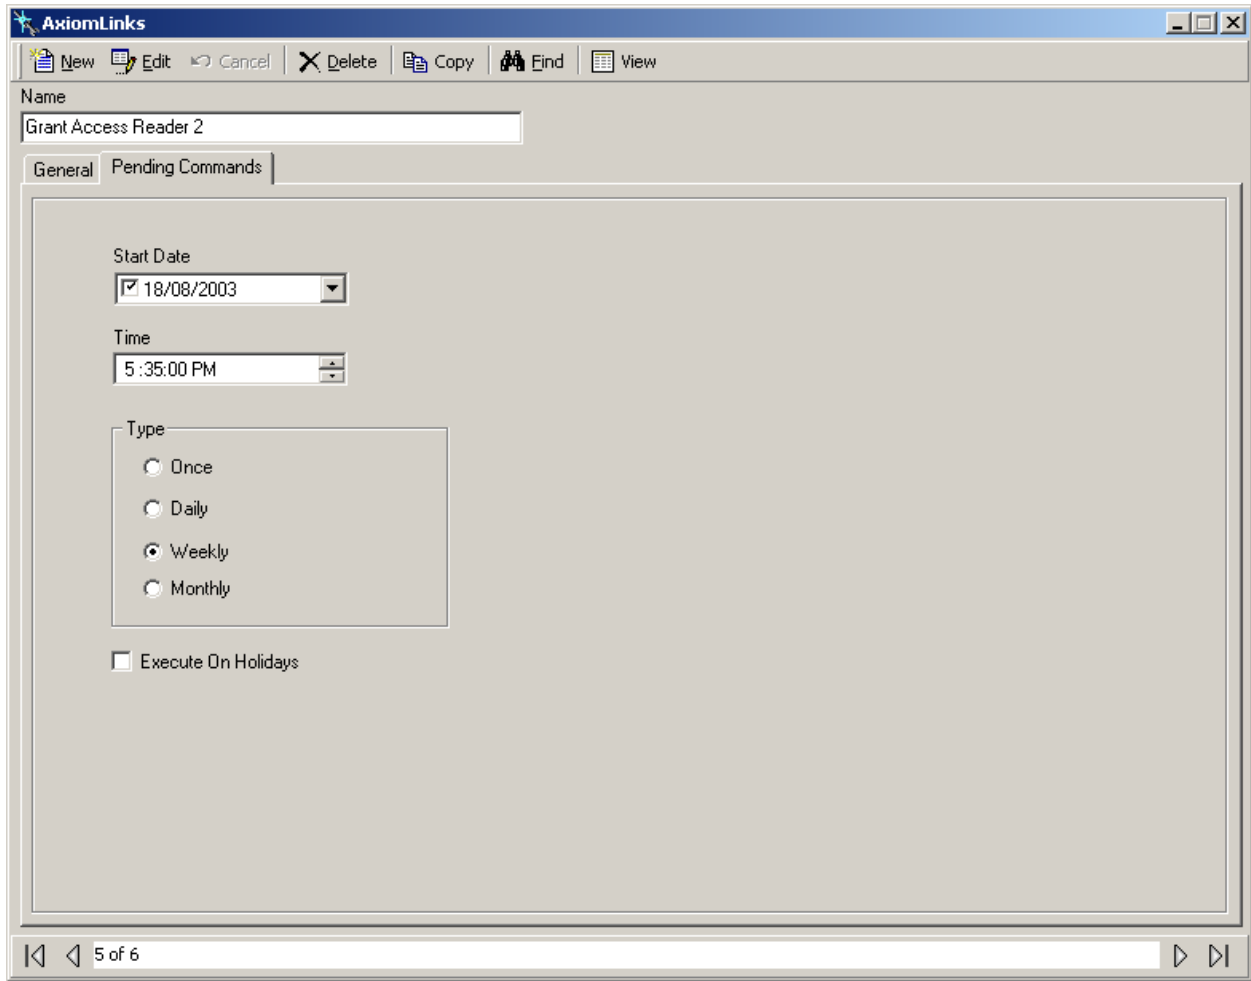 AxiomLinks
New Edit Cancel Delete Copy Find View
Name
Grant Access Reader 2
General Pending Commands
Start Date
18/08/2003
Time
5 :35:00 PM
Type
Once
Daily
Weekly
Monthly
Execute On Holidays
5 of 6